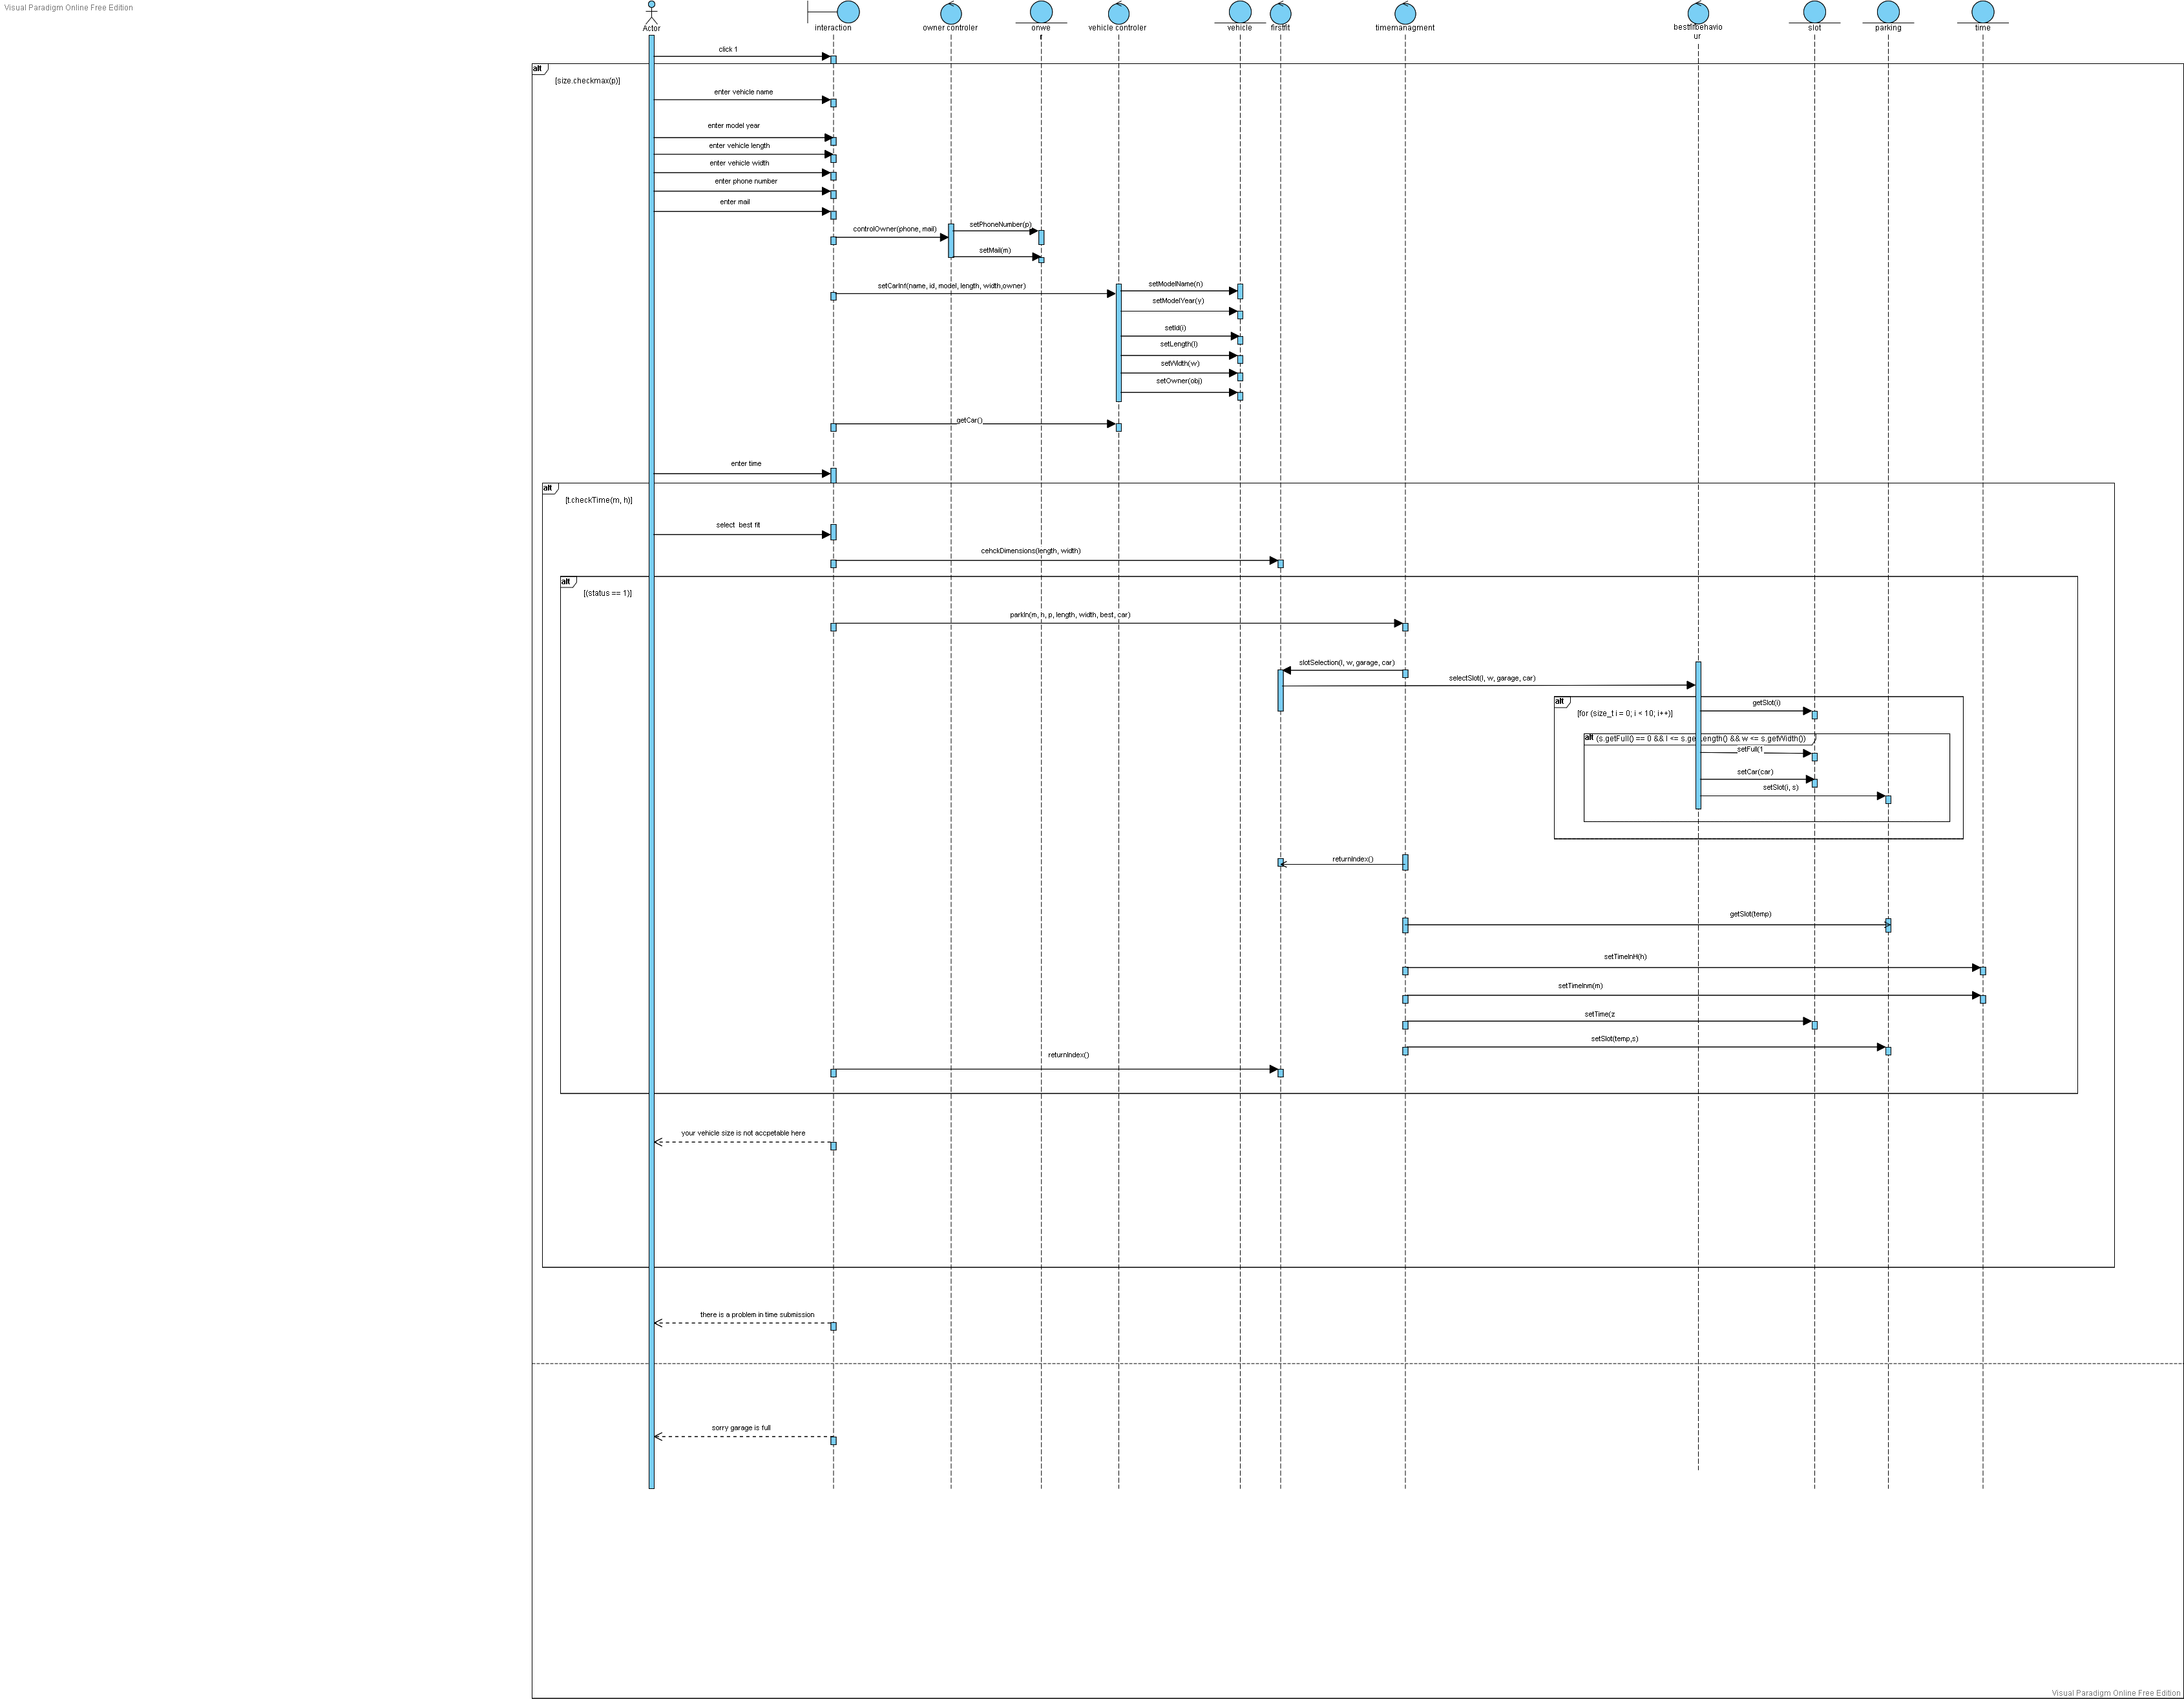 Visual Paradigm Online Free Edition
Actor
interaction
owner controler
onwe
r
vehicle controler
vehicle
firstfit
timemanagment
bestfitbehavio
ur
slot
parking
time
click 1
alt
[size.checkmax(p)]
enter vehicle name
enter model year
enter vehicle length
enter vehicle width
enter phone number
enter mail
controlOwner(phone, mail)
setPhoneNumber(p)
setMail(m)
setCarInf(name, id, model, length, width,owner)
setModelName(n)
setModelYear(y)
setId(i)
setLength(l)
setWidth(w)
setOwner(obj)
getCar()
enter time
alt
[t.checkTime(m, h)]
select  best fit
cehckDimensions(length, width)
alt
[(status == 1)]
parkIn(m, h, p, length, width, best, car)
slotSelection(l, w, garage, car)
selectSlot(l, w, garage, car)
alt
[for (size_t i = 0; i < 10; i++)]
getSlot(i)
alt
(s.getFull() == 0 && l <= s.getLength() && w <= s.getWidth())
setFull(1
setCar(car)
setSlot(i, s)
returnIndex()
getSlot(temp)
setTimeInH(h)
setTimeInm(m)
setTime(z
setSlot(temp,s)
returnIndex()
your vehicle size is not accpetable here
there is a problem in time submission
sorry garage is full
Visual Paradigm Online Free Edition